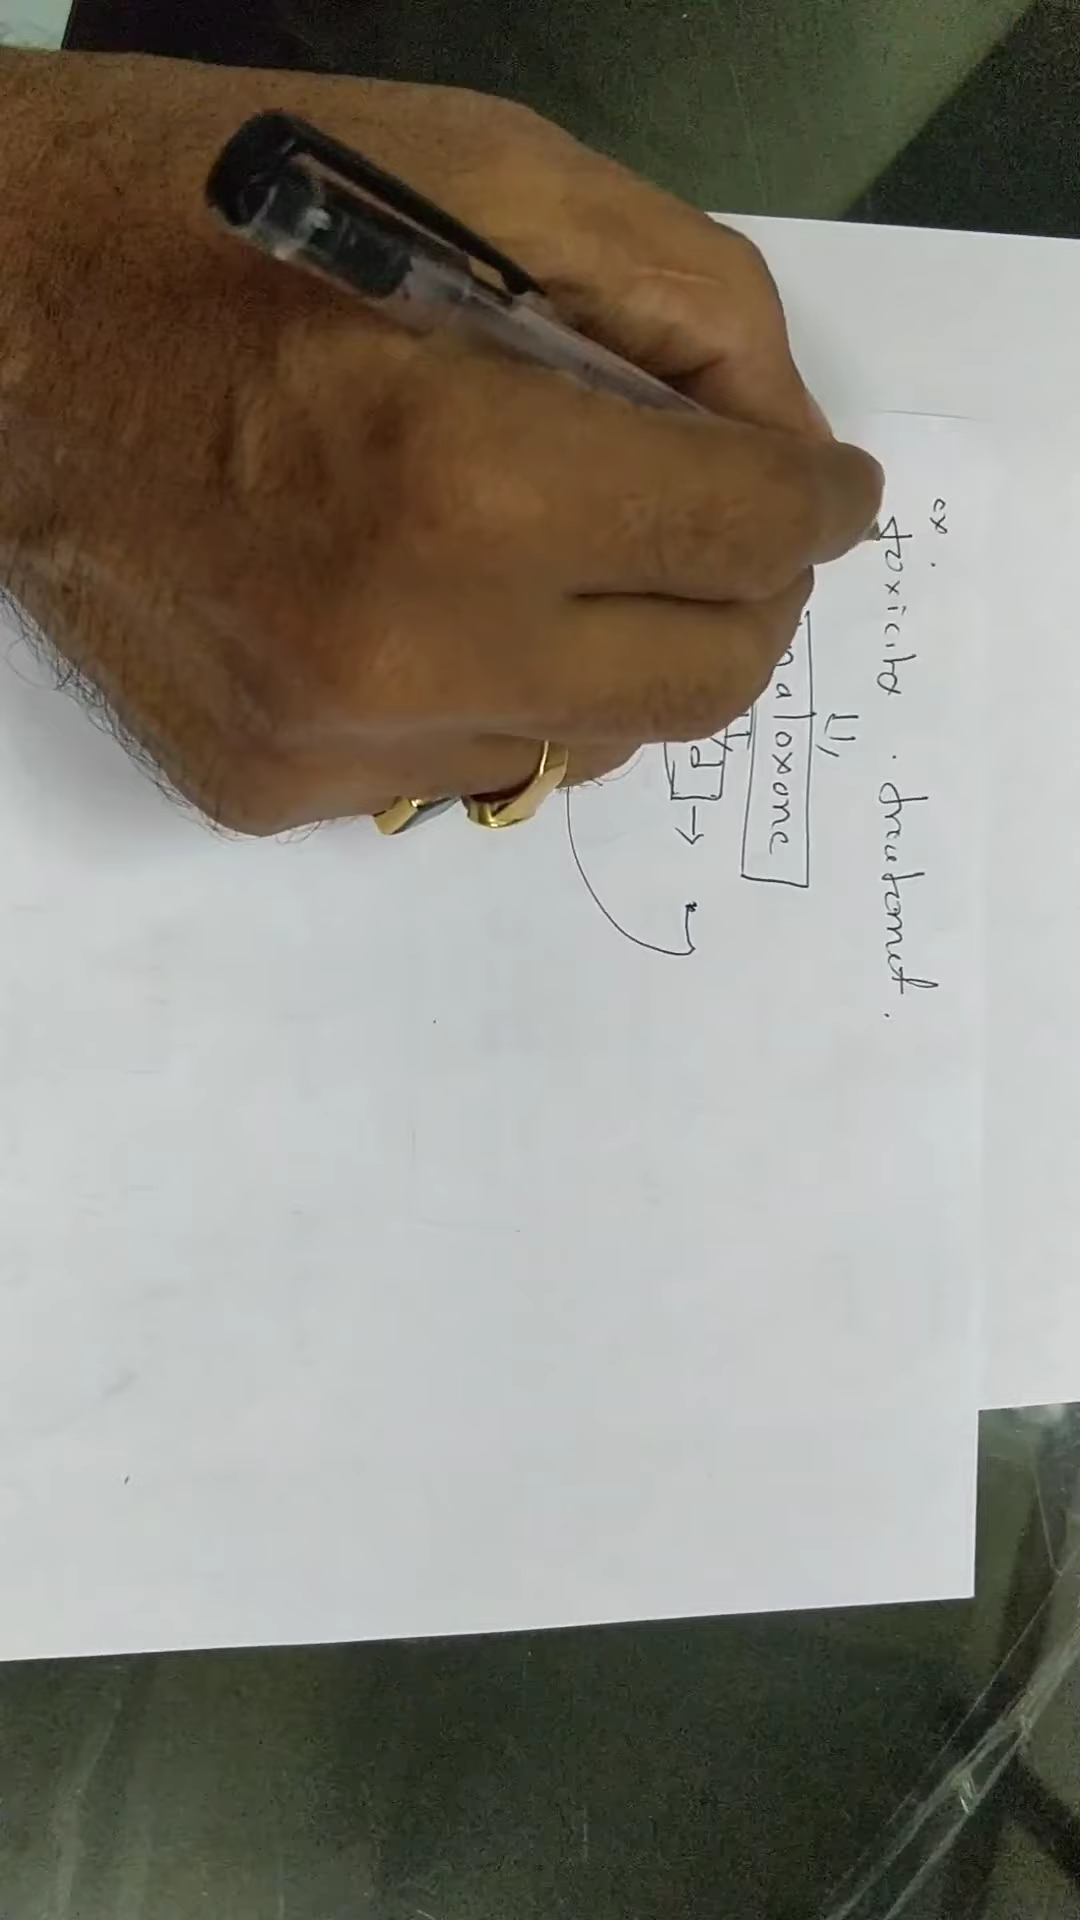 ex.
toxicity . treatment .
naloxone